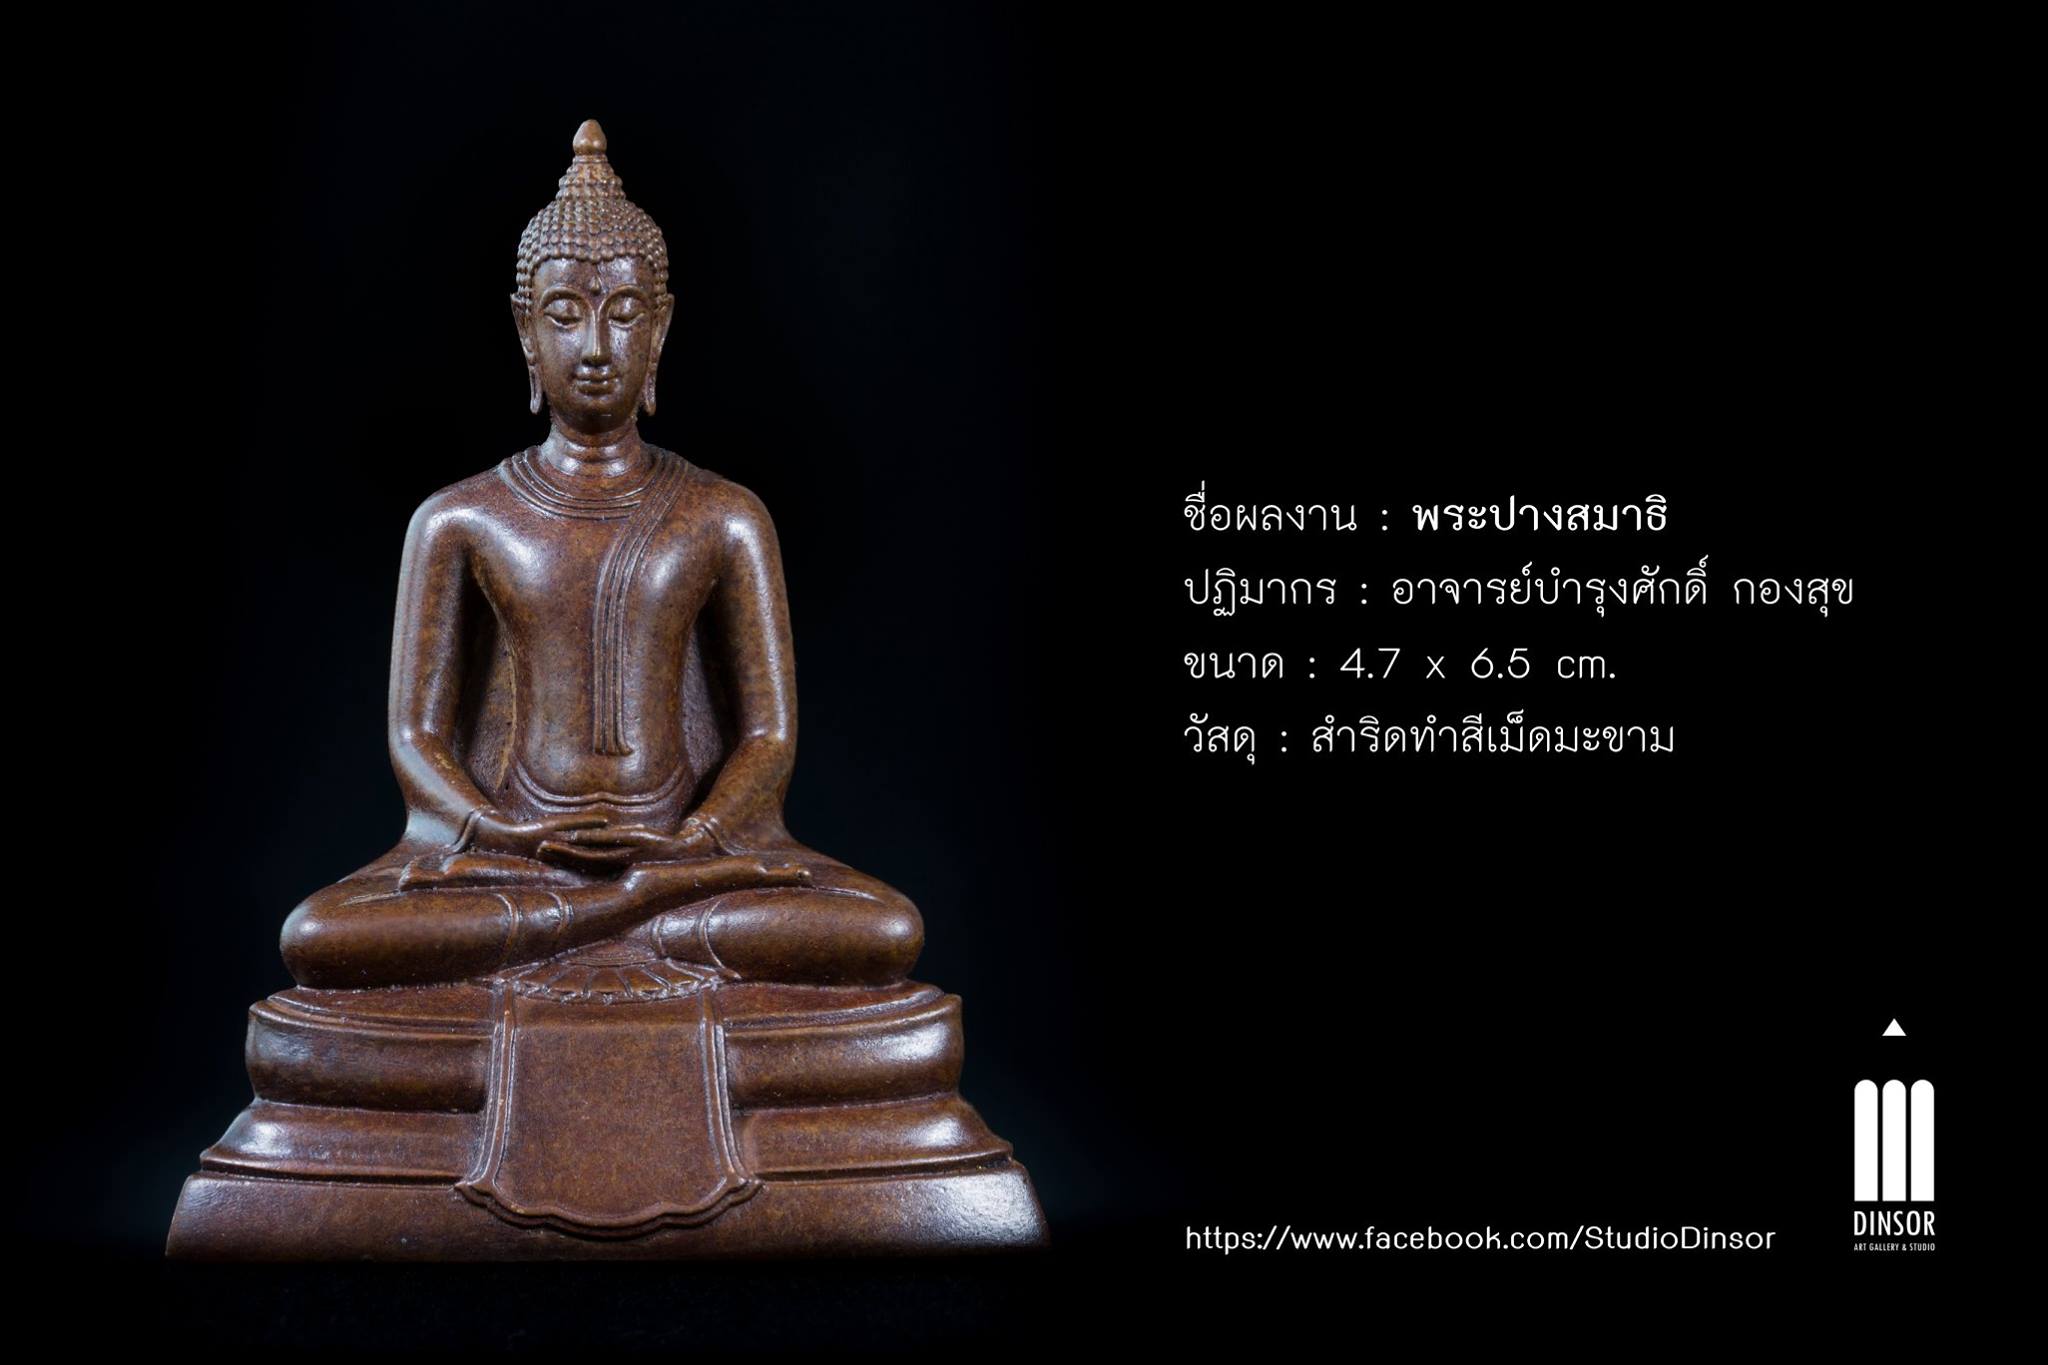 ชื่อผลงาน : พระปางสมาธิ
ปฏิมากร : อาจารย์บำรุงศักดิ์ กองสุข
ขนาด : 4.7 x 6.5 cm.
วัสดุ : สำริดทำสีเม็ดมะขาม
https://www.facebook.com/StudioDinsor
DINSOR
ART GALLERY & STUDIO